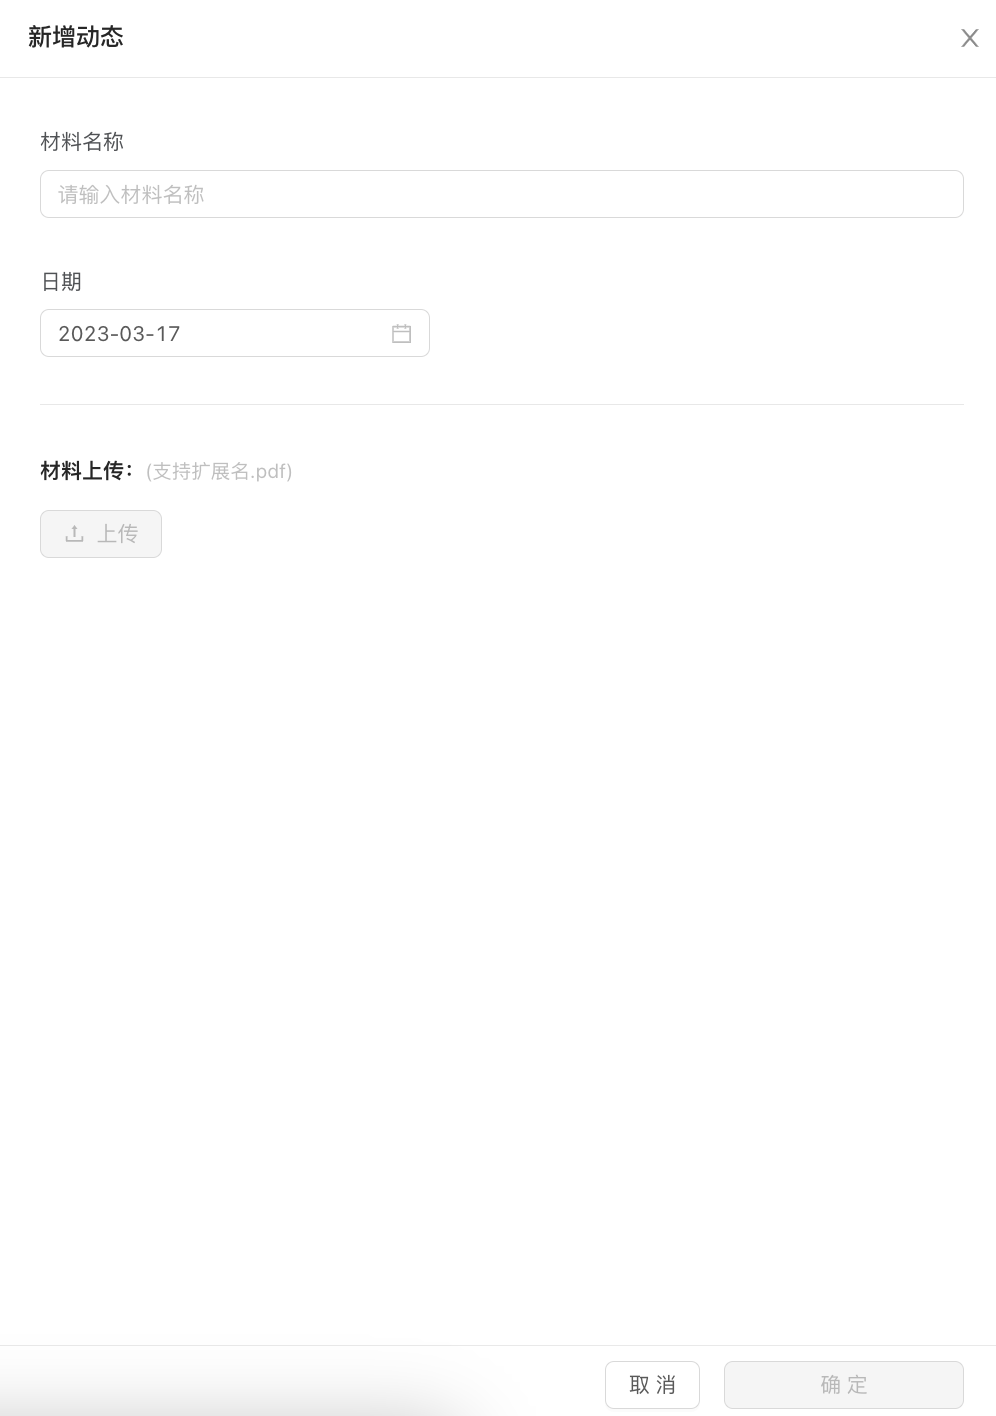 新增动态
材料名称
请输入材料名称
日期
2023-03-17
材料上传： (支持扩展名.pdf)
上传
取 消 确 定